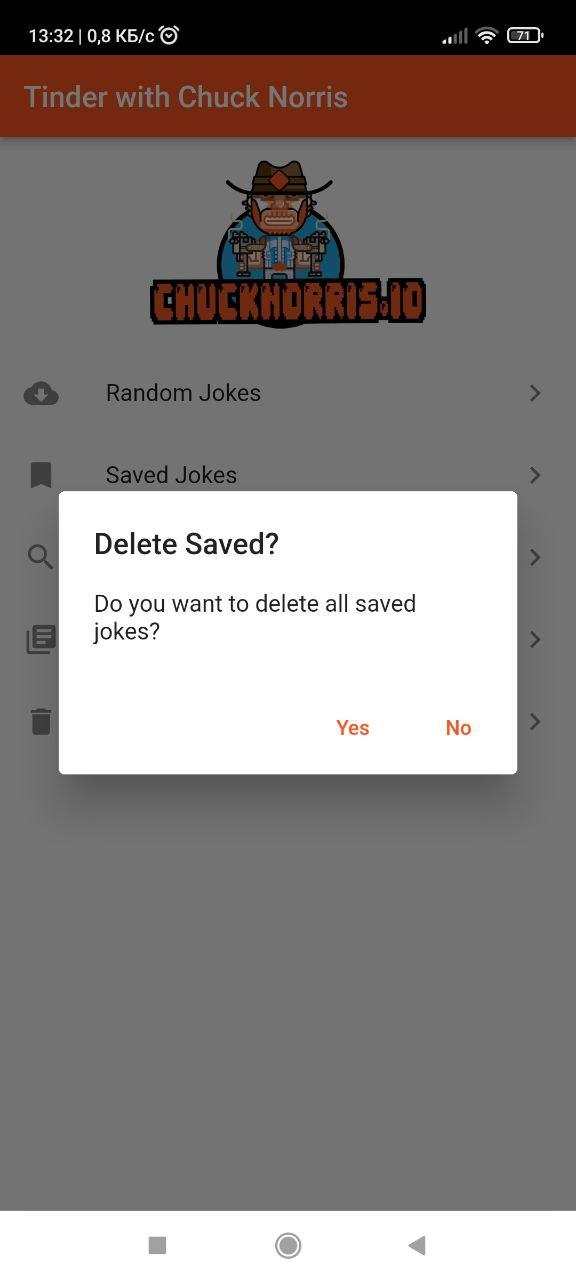 13:32 | 0,8 КБ/с
71
Tinder with Chuck Norris
CHUCKNORRIS.IO
Random Jokes
Saved Jokes
Delete Saved?
Do you want to delete all saved
jokes?
Yes
No